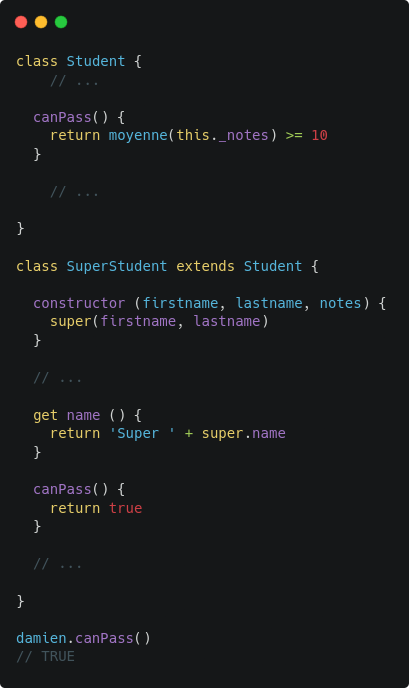 class Student {
    // ...

  canPass() {
    return moyenne(this._notes) >= 10
  }

    // ...

}

class SuperStudent extends Student {

  constructor (firstname, lastname, notes) {
    super(firstname, lastname)
  }

  // ...

  get name () {
    return 'Super ' + super.name
  }

  canPass() {
    return true
  }

  // ...

}

damien.canPass()
// TRUE